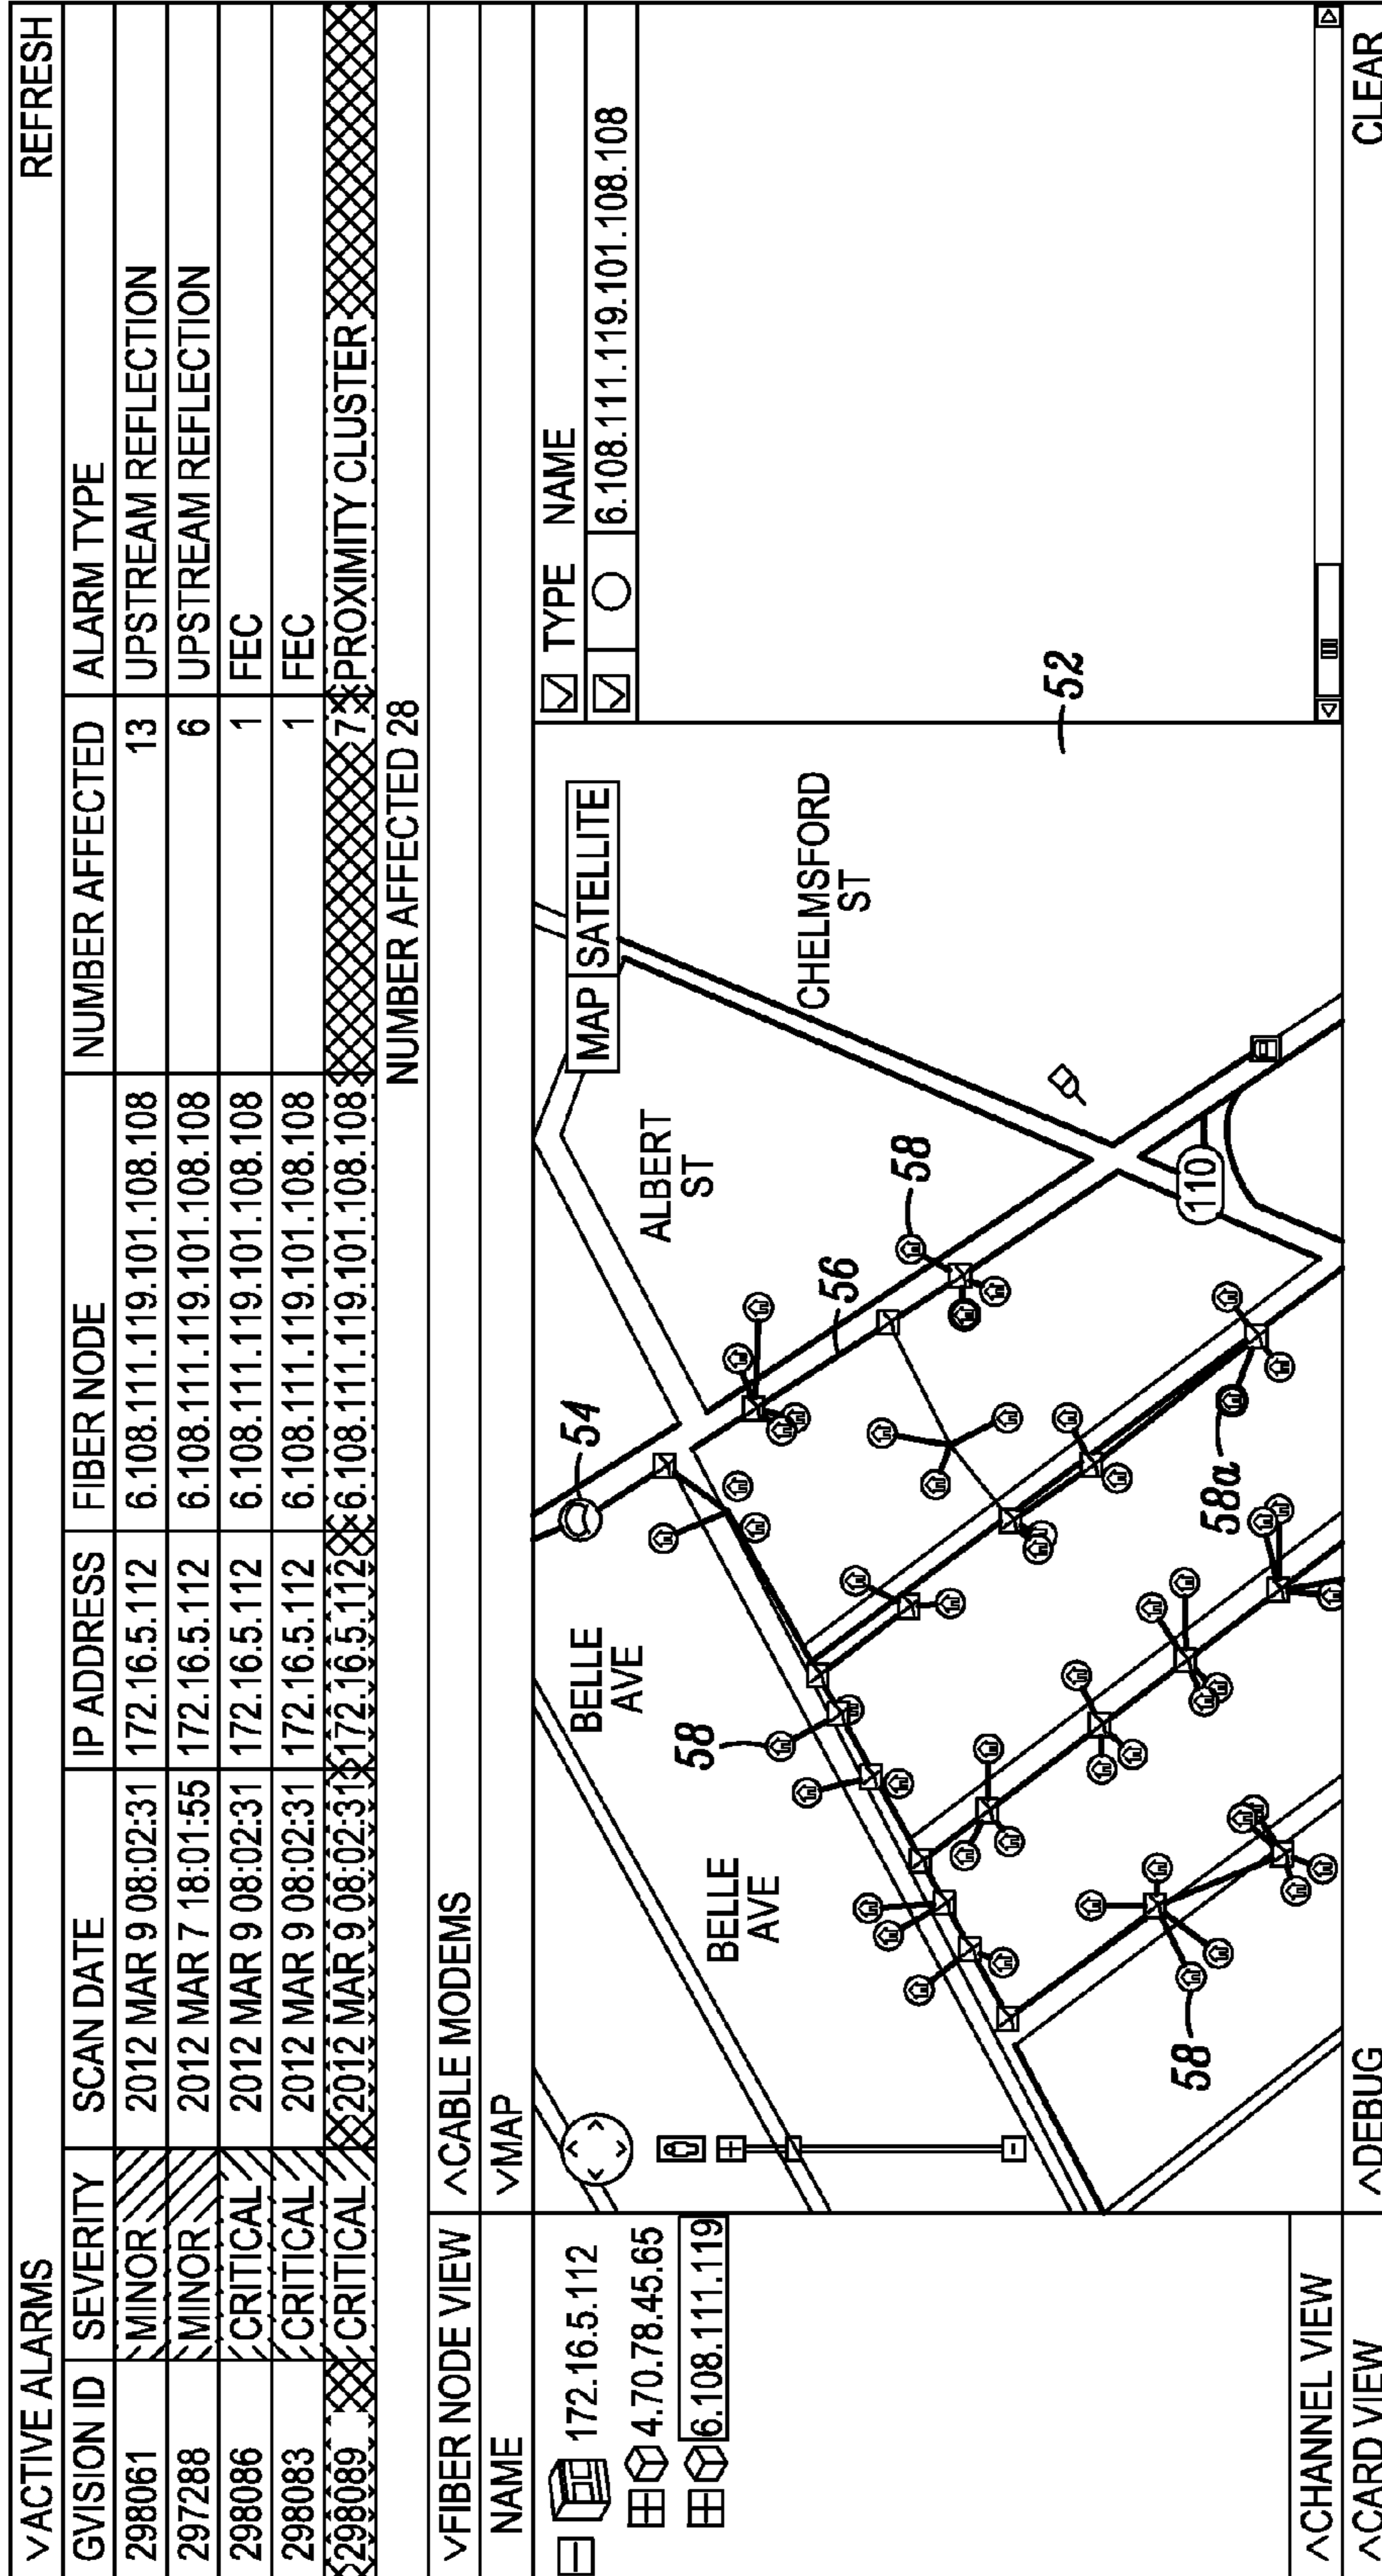 ∨ACTIVE ALARMS REFRESH
GVISION ID SEVERITY SCAN DATE IP ADDRESS FIBER NODE NUMBER AFFECTED ALARM TYPE
298061 MINOR 2012 MAR 9 08:02:31 172.16.5.112 6.108.111.119.101.108.108 13 UPSTREAM REFLECTION
297288 MINOR 2012 MAR 7 18:01:55 172.16.5.112 6.108.111.119.101.108.108 6 UPSTREAM REFLECTION
298086 CRITICAL 2012 MAR 9 08:02:31 172.16.5.112 6.108.111.119.101.108.108 1 FEC
298083 CRITICAL 2012 MAR 9 08:02:31 172.16.5.112 6.108.111.119.101.108.108 1 FEC
298089 CRITICAL 2012 MAR 9 08:02:31 172.16.5.112 6.108.111.119.101.108.108 7 PROXIMITY CLUSTER
NUMBER AFFECTED 28
∨FIBER NODE VIEW
NAME
172.16.5.112
4.70.78.45.65
6.108.111.119
∧CHANNEL VIEW
∧CARD VIEW
∧CABLE MODEMS
∨MAP
MAP SATELLITE
BELLE
AVE
BELLE
AVE
ALBERT
ST
CHELMSFORD
ST
54
56
58
58
58a
58
110
52
TYPE NAME
6.108.111.119.101.108.108
∧DEBUG CLEAR